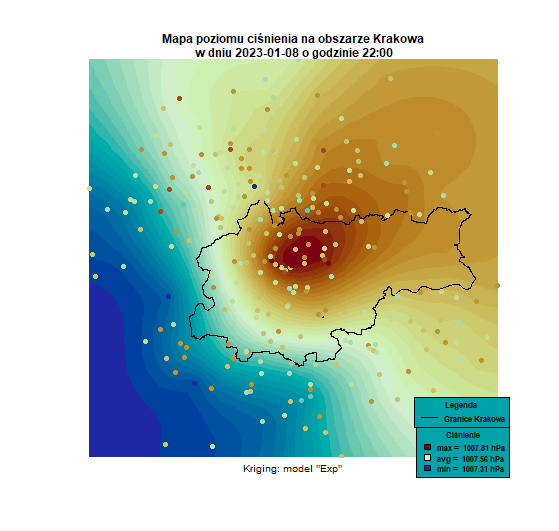 Mapa poziomu ciśnienia na obszarze Krakowa
w dniu 2023-01-08 o godzinie 22:00
Legenda
Granice Krakowa
Ciśnienie
max = 1007.81 hPa
avg = 1007.56 hPa
min = 1007.31 hPa
Kriging: model "Exp"